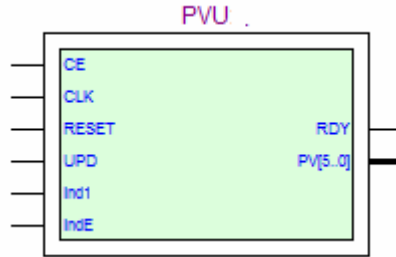 PVU .
CE
CLK
RESET
RDY
UPD
PV[5..0]
Ind1
IndE